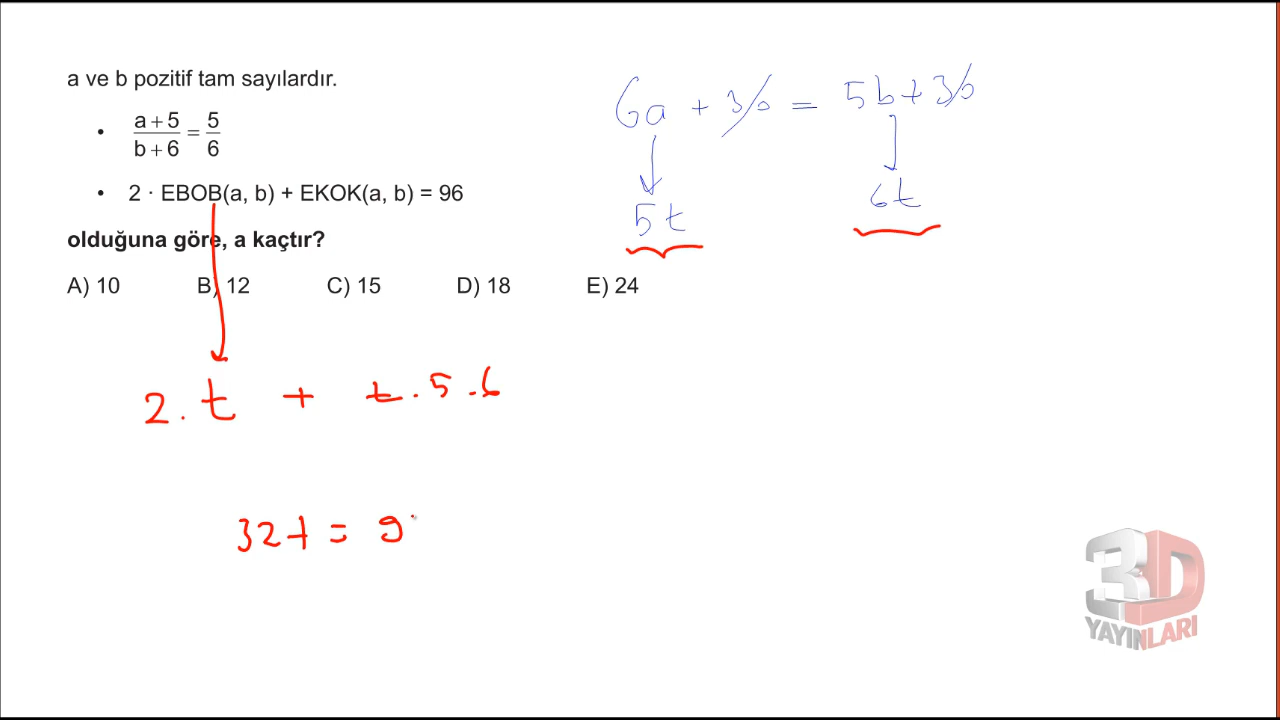 a ve b pozitif tam sayılardır.
• a + 5 / b + 6 = 5 / 6
• 2 · EBOB(a, b) + EKOK(a, b) = 96
olduğuna göre, a kaçtır?
A) 10 B) 12 C) 15 D) 18 E) 24
6a + 30 = 5b + 30
5t 6t
2. t + t . 5 . 6
32t = 9
3D
YAYINLARI